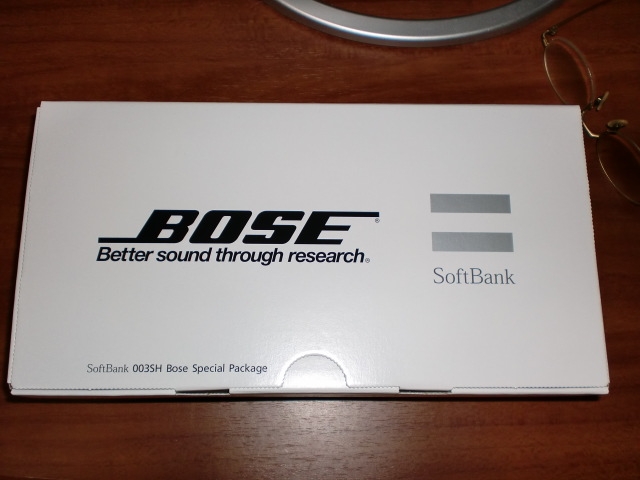 BOSE®
Better sound through research®
SoftBank
SoftBank 003SH Bose Special Package